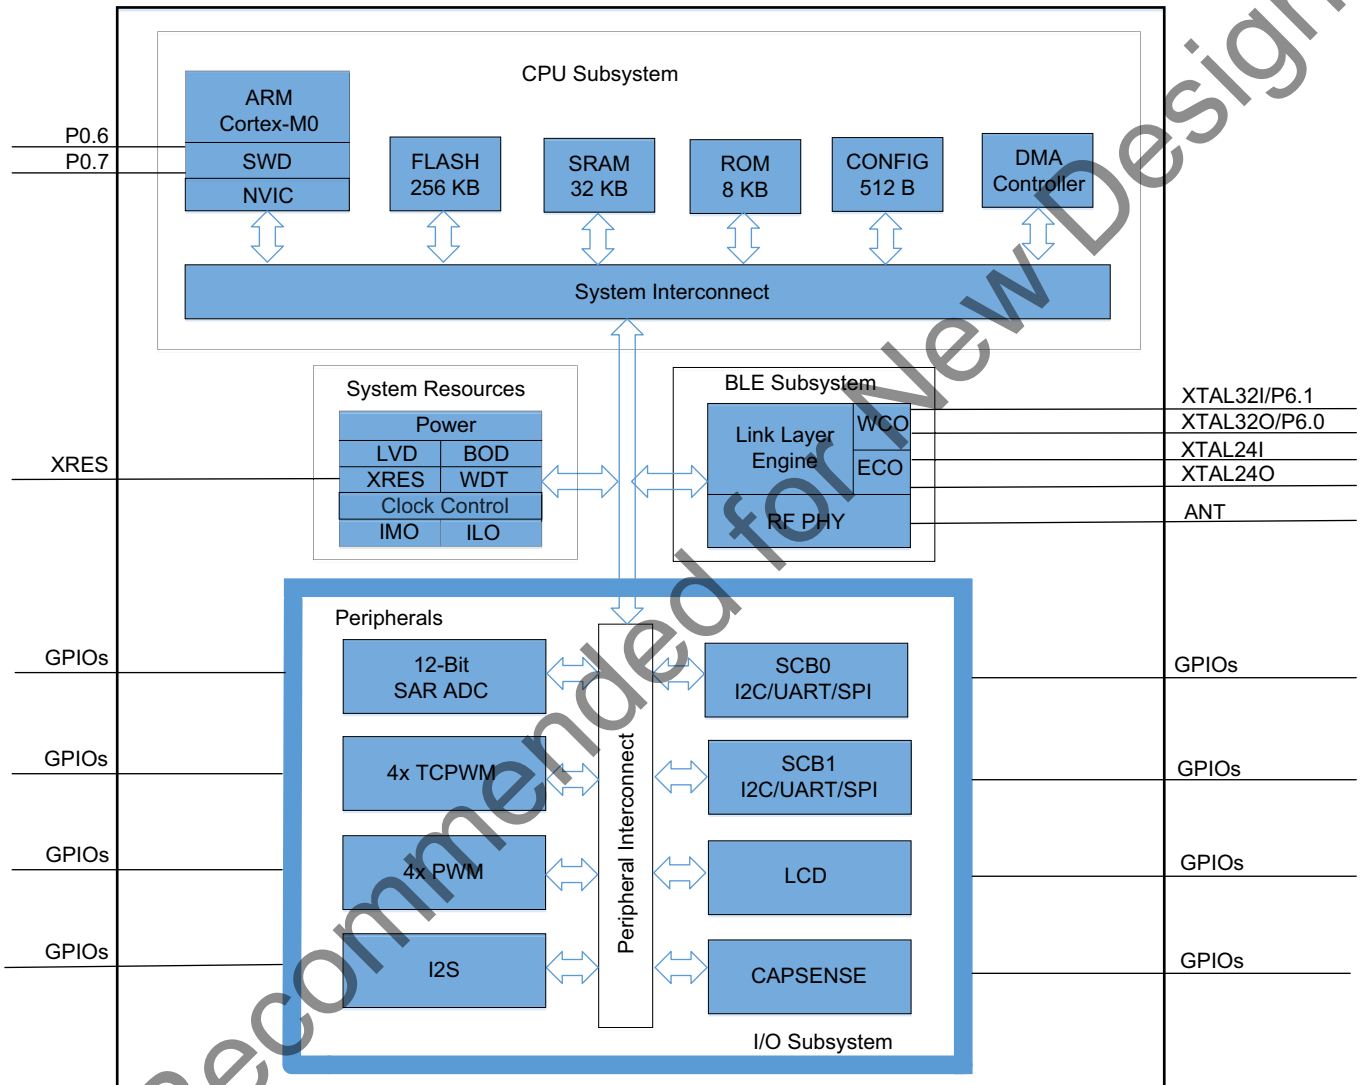 CPU Subsystem
ARM
Cortex-M0
SWD
NVIC
FLASH
256 KB
SRAM
32 KB
ROM
8 KB
CONFIG
512 B
DMA
Controller
P0.6
P0.7
System Interconnect
System Resources
Power
LVD
BOD
XRES
WDT
Clock Control
IMO
ILO
XRES
BLE Subsystem
Link Layer
Engine
WCO
ECO
RF PHY
XTAL32I/P6.1
XTAL32O/P6.0
XTAL24I
XTAL24O
ANT
Peripherals
GPIOs
12-Bit
SAR ADC
GPIOs
4x TCPWM
GPIOs
4x PWM
GPIOs
I2S
Peripheral Interconnect
SCB0
I2C/UART/SPI
GPIOs
SCB1
I2C/UART/SPI
GPIOs
LCD
GPIOs
CAPSENSE
GPIOs
I/O Subsystem
Recommended for New Design